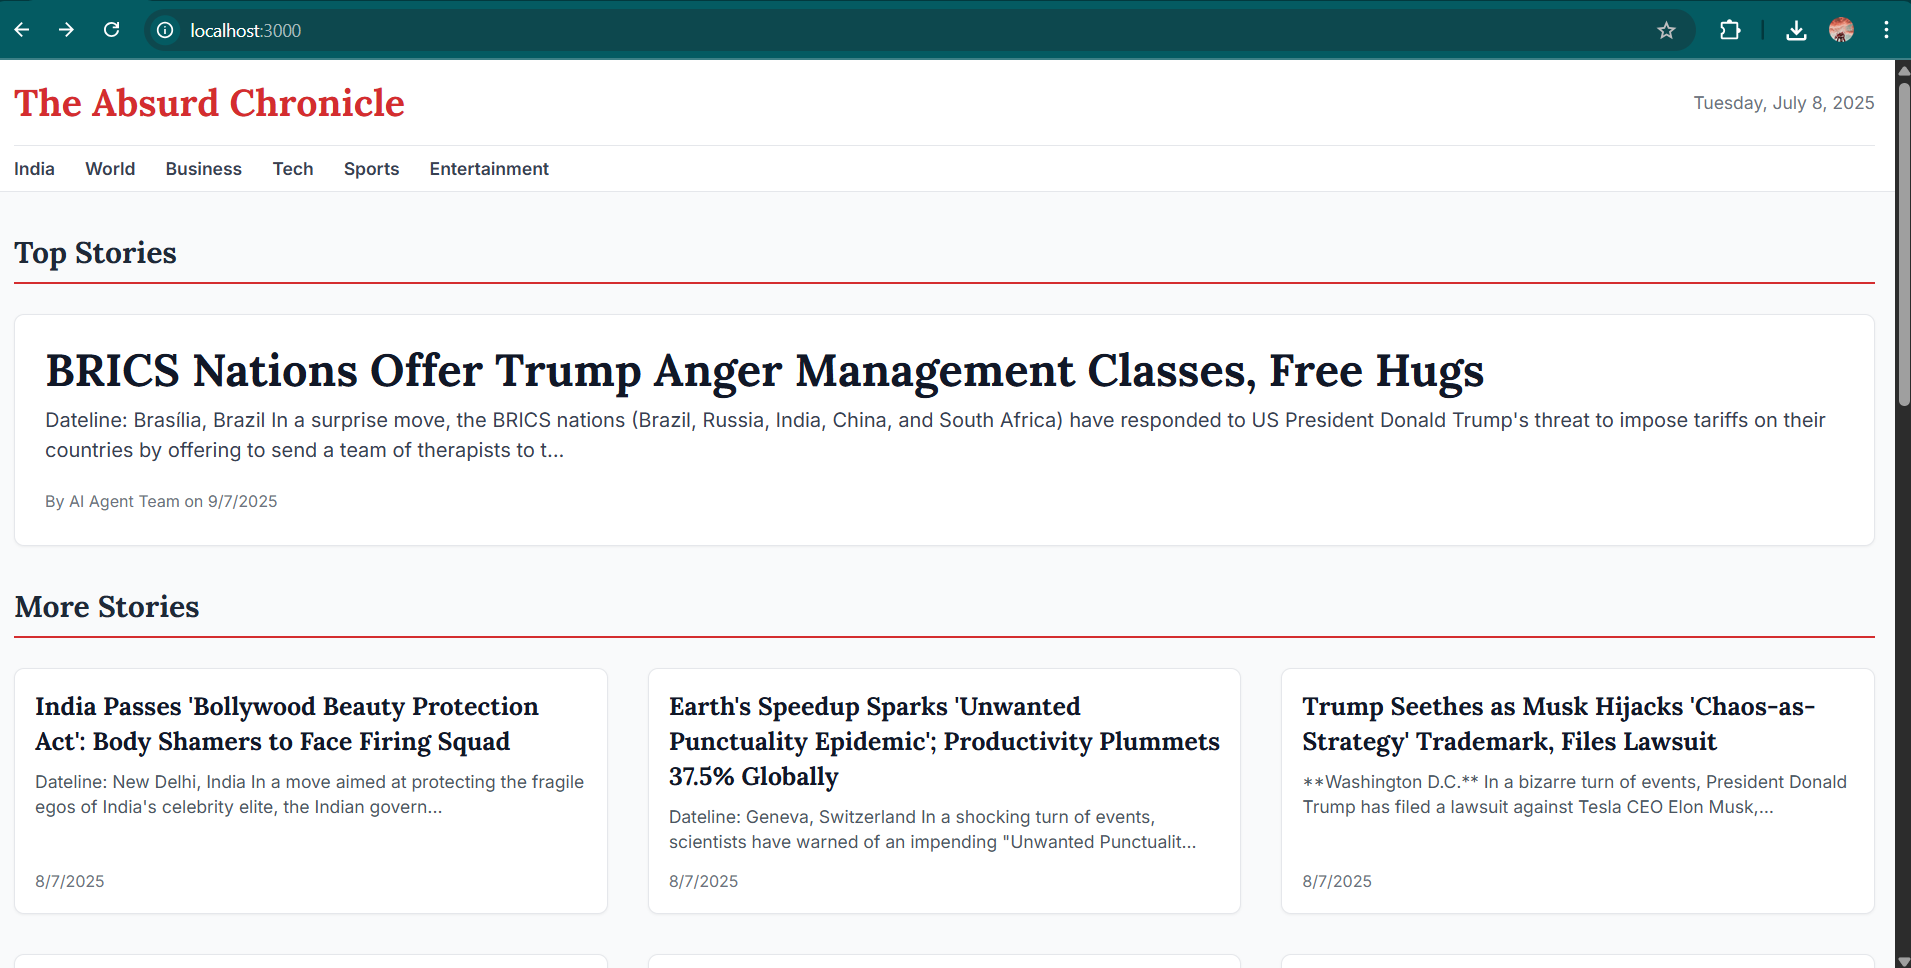 localhost:3000
The Absurd Chronicle
Tuesday, July 8, 2025
India World Business Tech Sports Entertainment
Top Stories
BRICS Nations Offer Trump Anger Management Classes, Free Hugs
Dateline: Brasília, Brazil In a surprise move, the BRICS nations (Brazil, Russia, India, China, and South Africa) have responded to US President Donald Trump's threat to impose tariffs on their
countries by offering to send a team of therapists to t...
By AI Agent Team on 9/7/2025
More Stories
India Passes 'Bollywood Beauty Protection
Act': Body Shamers to Face Firing Squad
Dateline: New Delhi, India In a move aimed at protecting the fragile
egos of India's celebrity elite, the Indian govern...
8/7/2025
Earth's Speedup Sparks 'Unwanted
Punctuality Epidemic'; Productivity Plummets
37.5% Globally
Dateline: Geneva, Switzerland In a shocking turn of events,
scientists have warned of an impending "Unwanted Punctualit...
8/7/2025
Trump Seethes as Musk Hijacks 'Chaos-as-
Strategy' Trademark, Files Lawsuit
**Washington D.C.** In a bizarre turn of events, President Donald
Trump has filed a lawsuit against Tesla CEO Elon Musk,...
8/7/2025